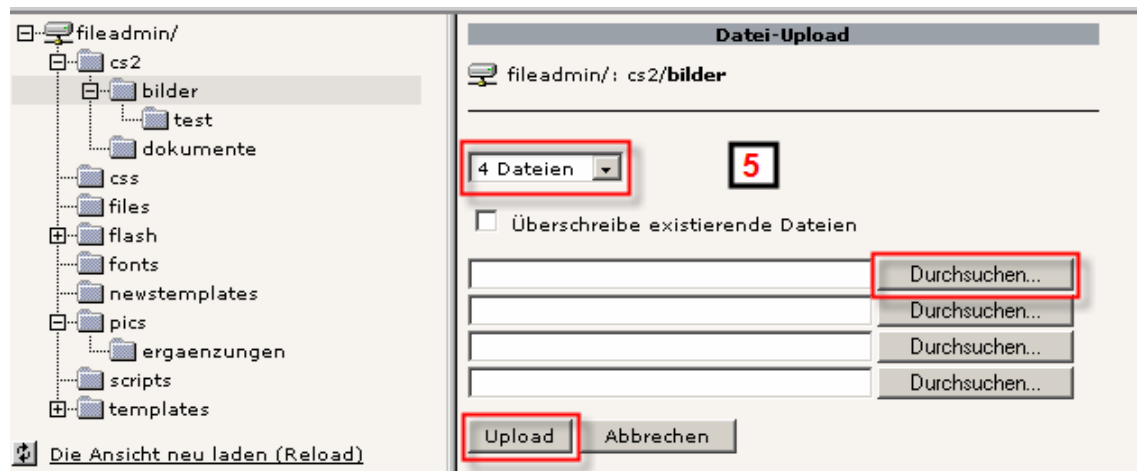 fileadmin/
cs2
bilder
test
dokumente
css
files
flash
fonts
newstemplates
pics
ergaenzungen
scripts
templates
Die Ansicht neu laden (Reload)
Datei-Upload
fileadmin/: cs2/bilder
4 Dateien
5
Überschreibe existierende Dateien
Durchsuchen...
Durchsuchen...
Durchsuchen...
Durchsuchen...
Upload Abbrechen